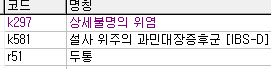 코드 명칭
k297 상세불명의 위염
k581 설사 위주의 과민대장증후군 [IBS-D]
r51 두통